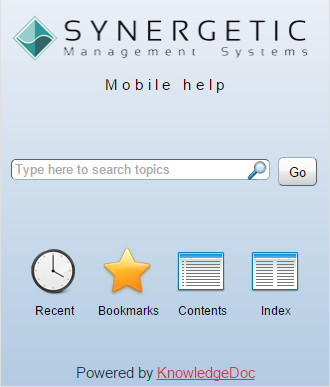 SYNERGETIC
Management Systems
Mobile help
Type here to search topics
Go
Recent Bookmarks Contents Index
Powered by KnowledgeDoc